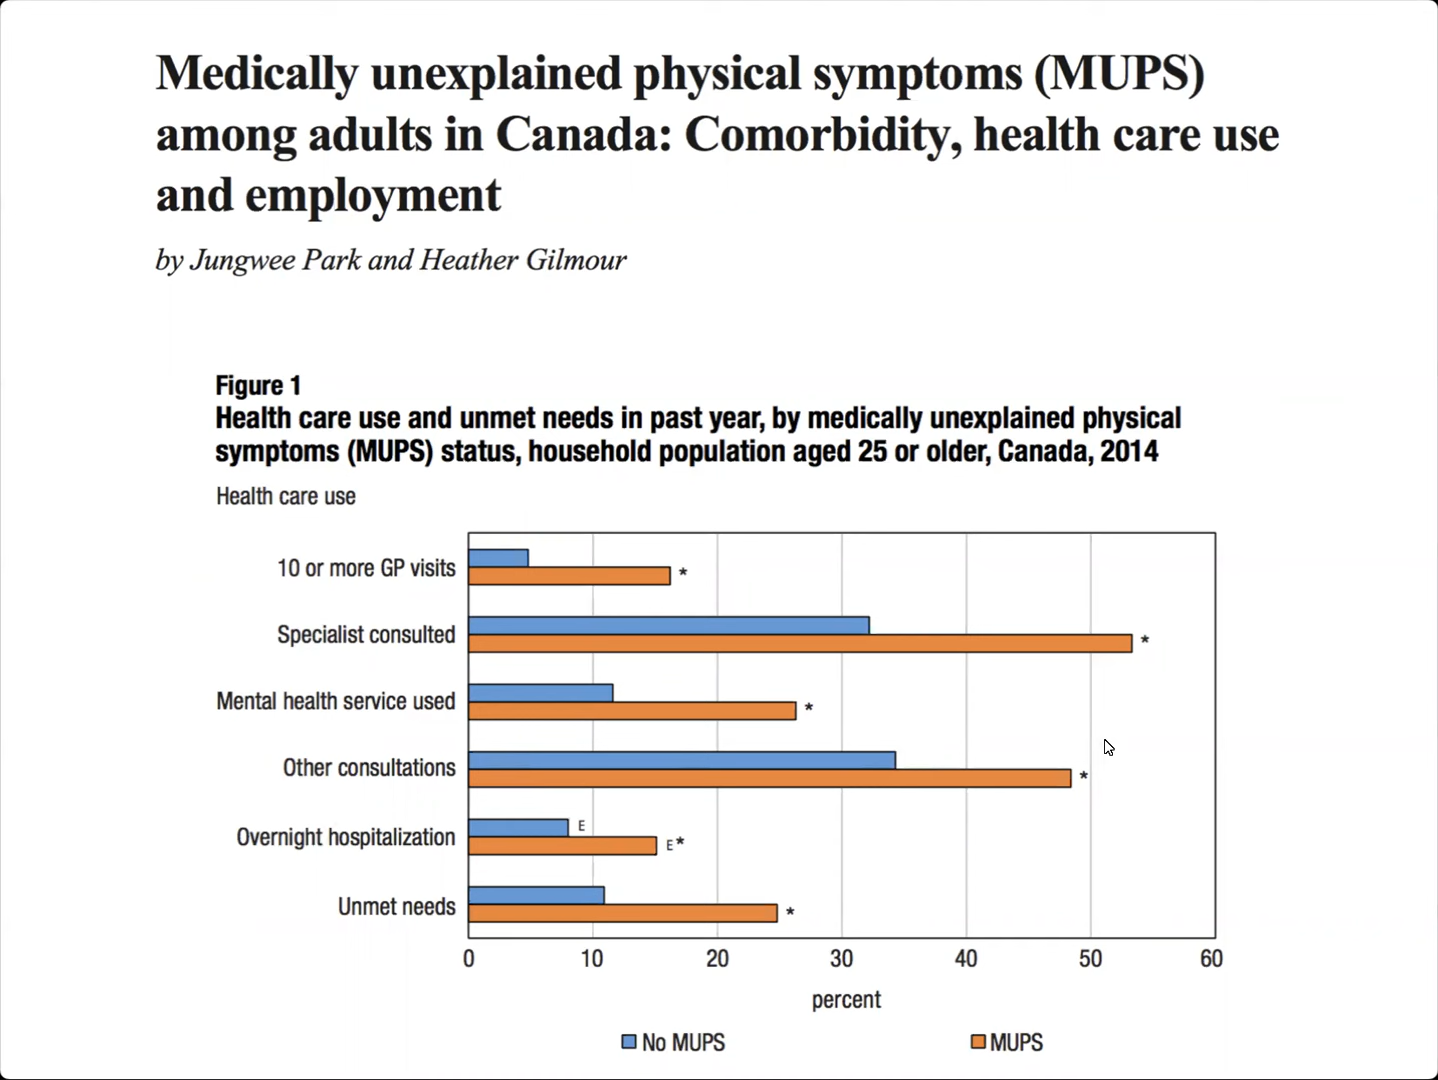 Medically unexplained physical symptoms (MUPS)
among adults in Canada: Comorbidity, health care use
and employment
by Jungwee Park and Heather Gilmour
Figure 1
Health care use and unmet needs in past year, by medically unexplained physical
symptoms (MUPS) status, household population aged 25 or older, Canada, 2014
Health care use
10 or more GP visits
*
Specialist consulted
*
Mental health service used
*
Other consultations
*
E
Overnight hospitalization
E *
Unmet needs
*
0 10 20 30 40 50 60
percent
No MUPS MUPS